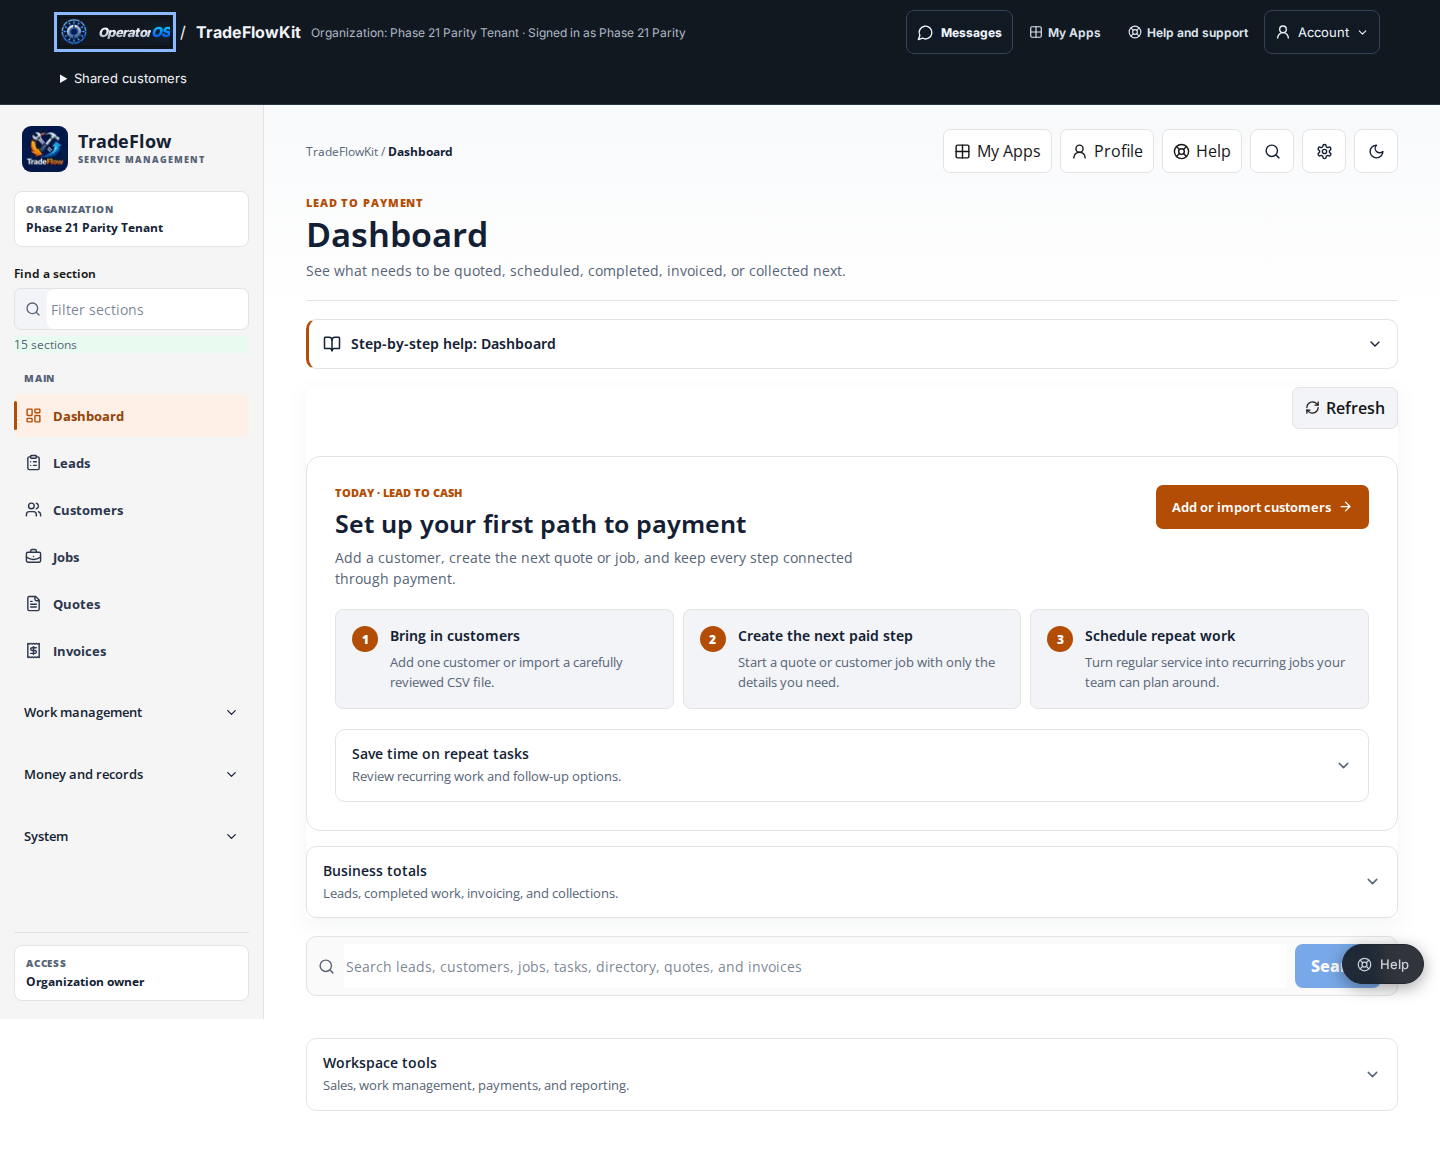 OperatorOS / TradeFlowKit Organization: Phase 21 Parity Tenant · Signed in as Phase 21 Parity
Messages
My Apps
Help and support
Account
Shared customers
TradeFlow
TradeFlow
SERVICE MANAGEMENT
ORGANIZATION
Phase 21 Parity Tenant
Find a section
Filter sections
15 sections
MAIN
Dashboard
Leads
Customers
Jobs
Quotes
Invoices
Work management
Money and records
System
ACCESS
Organization owner
TradeFlowKit / Dashboard
My Apps
Profile
Help
LEAD TO PAYMENT
Dashboard
See what needs to be quoted, scheduled, completed, invoiced, or collected next.
Step-by-step help: Dashboard
Refresh
TODAY · LEAD TO CASH
Set up your first path to payment
Add a customer, create the next quote or job, and keep every step connected
through payment.
Add or import customers
1
Bring in customers
Add one customer or import a carefully
reviewed CSV file.
2
Create the next paid step
Start a quote or customer job with only the
details you need.
3
Schedule repeat work
Turn regular service into recurring jobs your
team can plan around.
Save time on repeat tasks
Review recurring work and follow-up options.
Business totals
Leads, completed work, invoicing, and collections.
Search leads, customers, jobs, tasks, directory, quotes, and invoices
Help
Workspace tools
Sales, work management, payments, and reporting.